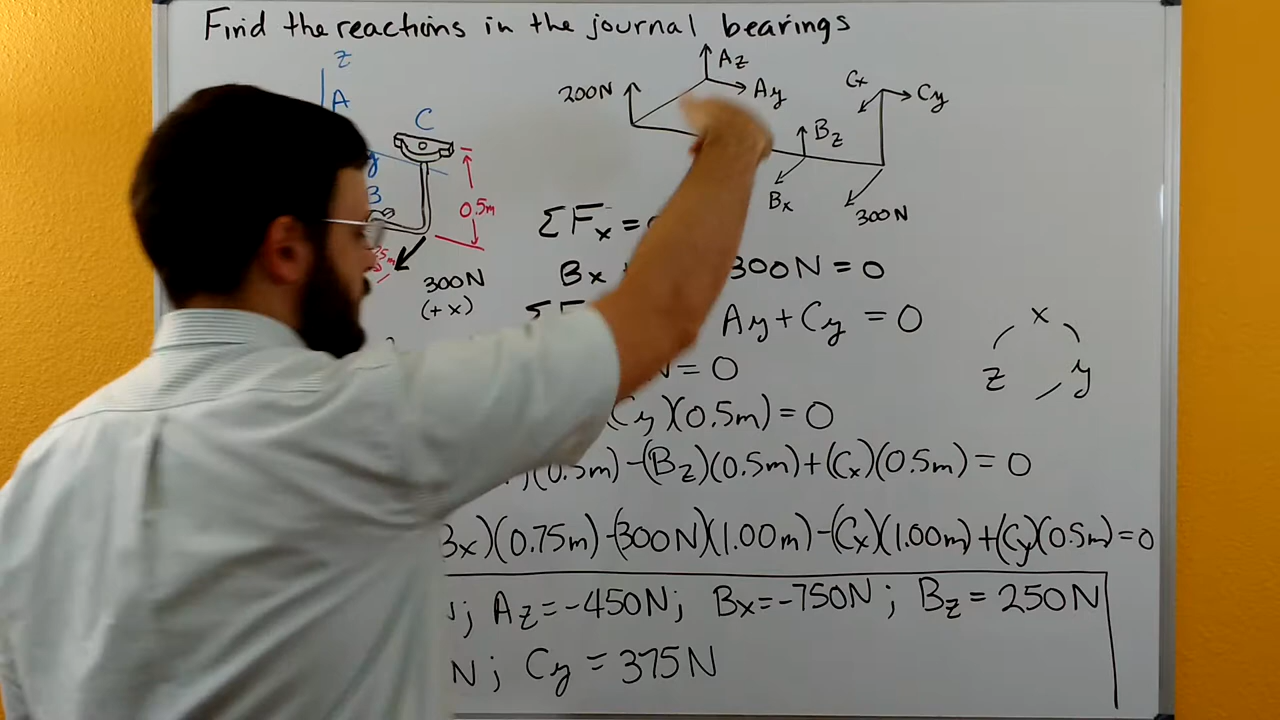 Find the reactions in the journal bearings
z
A
C
y
B
0.5m
300N
(+x)
200N
Az
Ay
Bz
Bx
Cx
Cy
300N
ΣFx =
Bx 300N = 0
Ay + Cy = 0
N = 0
x
z y
(Cy)(0.5m) = 0
(0.5m) - (Bz)(0.5m) + (Cx)(0.5m) = 0
Bx)(0.75m) - (300N)(1.00m) - (Cx)(1.00m) + (Cy)(0.5m) = 0
; Az = -450N; Bx = -750N; Bz = 250N
N; Cy = 375N